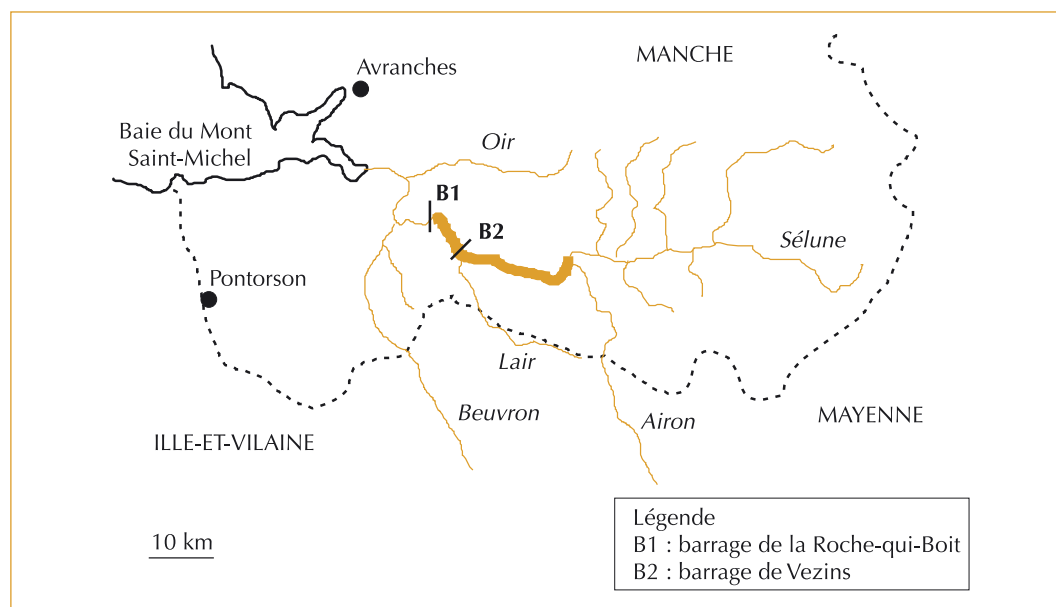 MANCHE
Avranches
Baie du Mont
Saint-Michel
Oir
B1
B2
Sélune
Pontorson
Lair
Beuvron
Airon
MAYENNE
ILLE-ET-VILAINE
10 km
Légende
B1 : barrage de la Roche-qui-Boit
B2 : barrage de Vezins